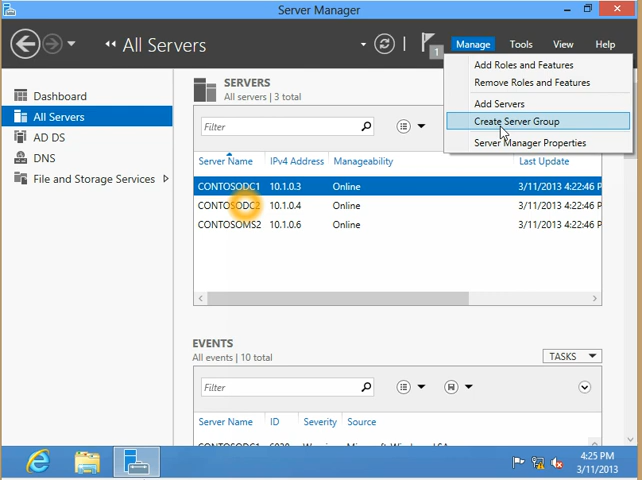 Server Manager
All Servers
1
Manage
Tools
View
Help
Add Roles and Features
Remove Roles and Features
Add Servers
Create Server Group
Server Manager Properties
Dashboard
All Servers
AD DS
DNS
File and Storage Services
SERVERS
All servers | 3 total
Filter
Server Name IPv4 Address Manageability Last Update
CONTOSODC1 10.1.0.3 Online 3/11/2013 4:22:46 P
CONTOSODC2 10.1.0.4 Online 3/11/2013 4:22:46 P
CONTOSOMS2 10.1.0.6 Online 3/11/2013 4:22:46 P
EVENTS
All events | 10 total
TASKS
Filter
Server Name ID Severity Source
4:25 PM
3/11/2013